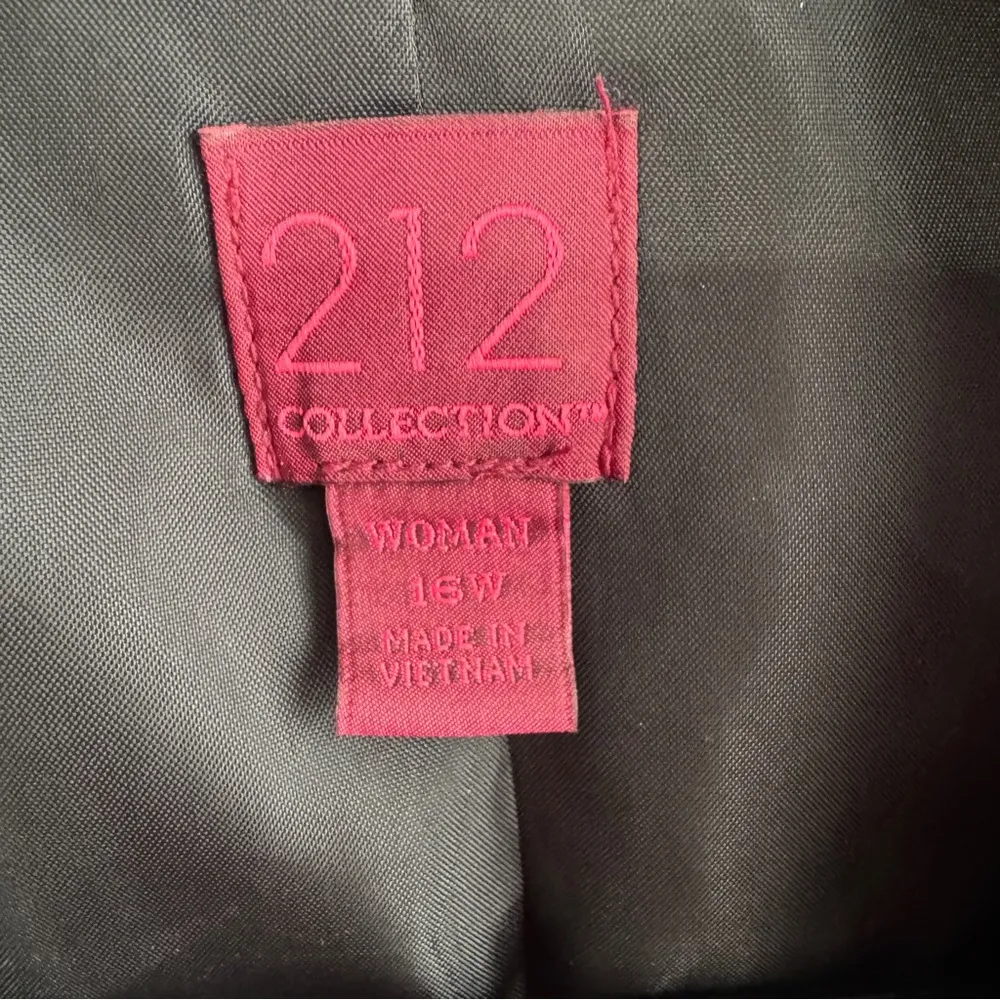 212
COLLECTION™
WOMAN
16W
MADE IN
VIETNAM